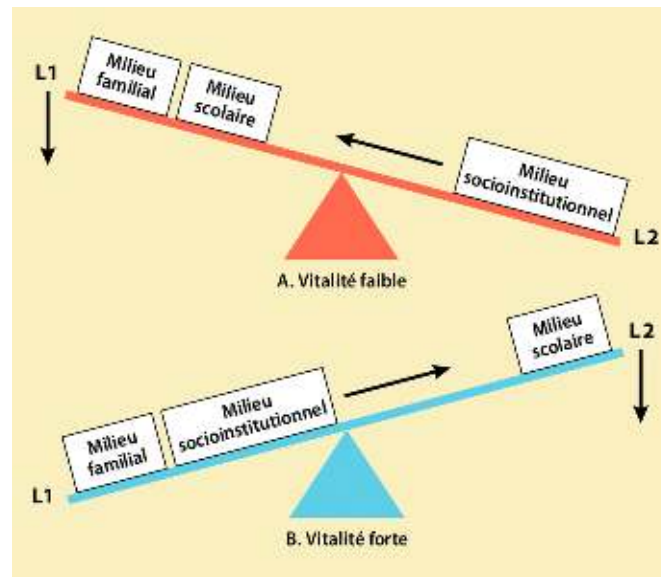 L1
Milieu
familial
Milieu
scolaire
Milieu
socioinstitutionnel
L2
A. Vitalité faible
Milieu
scolaire
L2
Milieu
familial
Milieu
socioinstitutionnel
L1
B. Vitalité forte